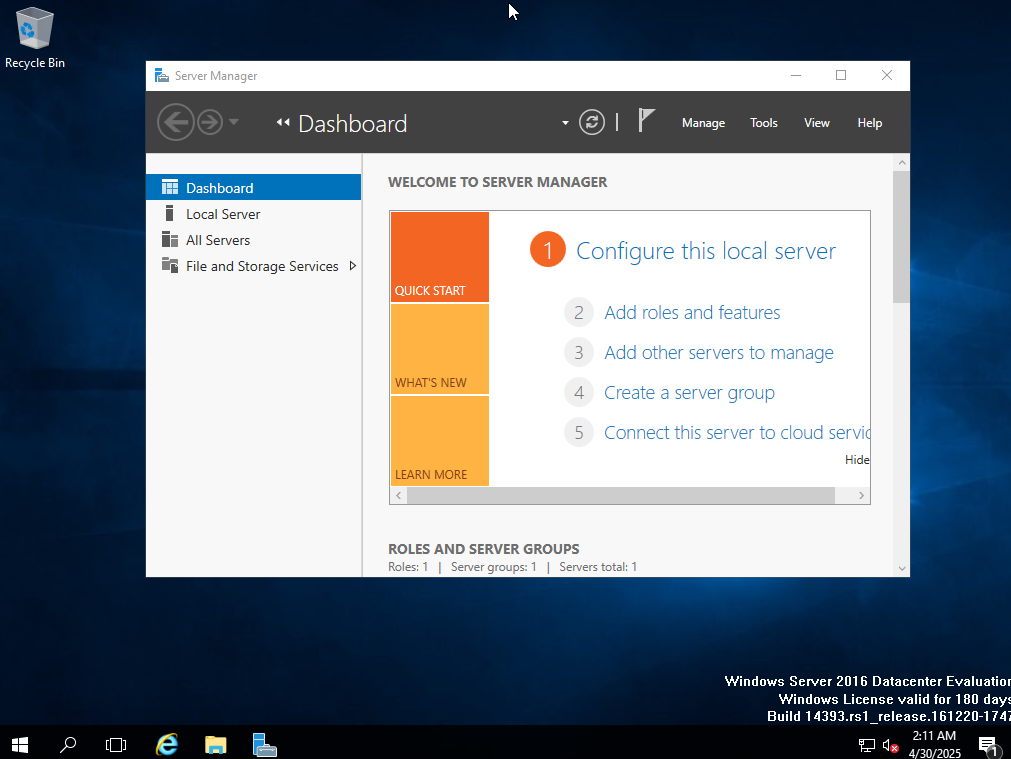 Recycle Bin
Server Manager
Dashboard
Manage
Tools
View
Help
Dashboard
Local Server
All Servers
File and Storage Services
WELCOME TO SERVER MANAGER
QUICK START
WHAT'S NEW
LEARN MORE
1 Configure this local server
2 Add roles and features
3 Add other servers to manage
4 Create a server group
5 Connect this server to cloud servic
Hide
ROLES AND SERVER GROUPS
Roles: 1 | Server groups: 1 | Servers total: 1
Windows Server 2016 Datacenter Evaluation
Windows License valid for 180 days
Build 14393.rs1_release.161220-1747
2:11 AM
4/30/2025
1